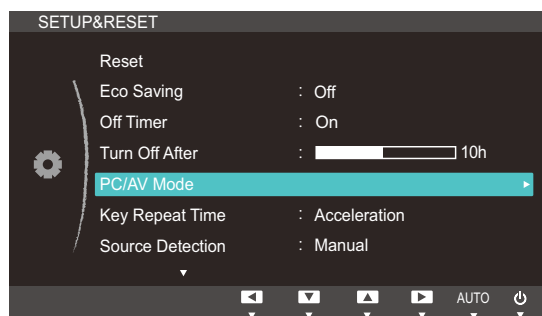 SETUP&RESET
Reset
Eco Saving : Off
Off Timer : On
Turn Off After : 10h
PC/AV Mode
Key Repeat Time : Acceleration
Source Detection : Manual
AUTO